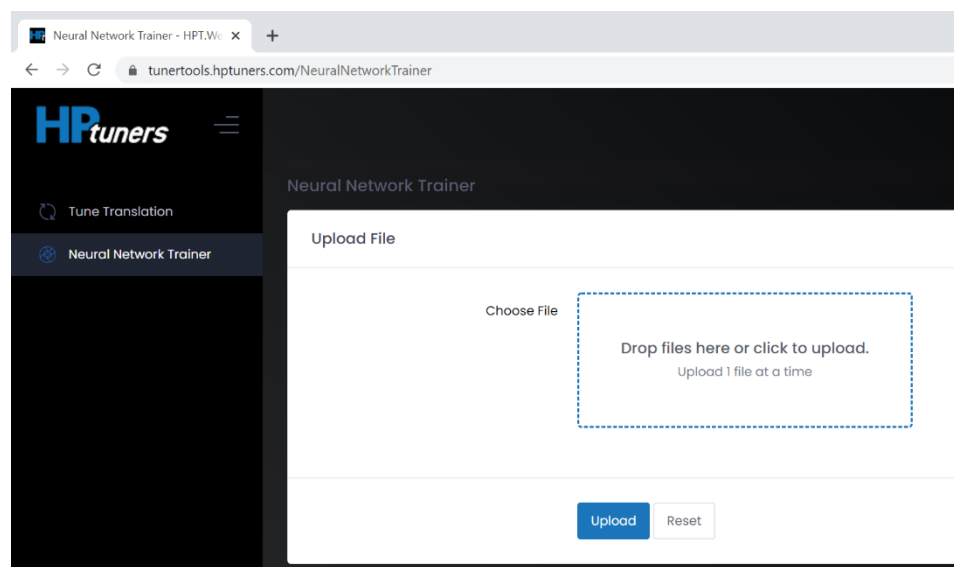 Neural Network Trainer - HPT.We
tunertools.hptuners.com/NeuralNetworkTrainer
HPtuners
Tune Translation
Neural Network Trainer
Neural Network Trainer
Upload File
Choose File
Drop files here or click to upload.
Upload 1 file at a time
Upload Reset